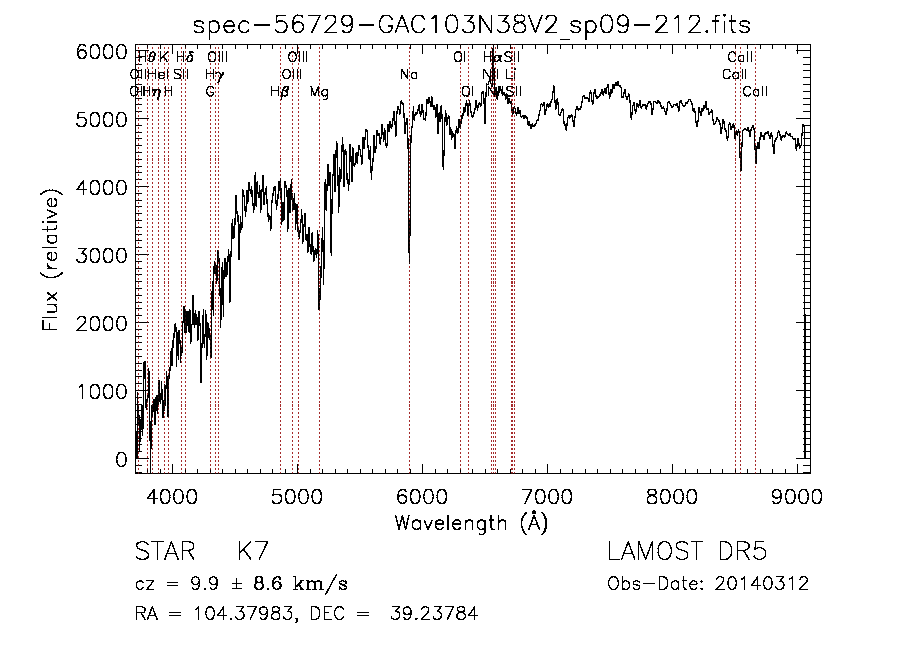 spec-56729-GAC103N38V2_sp09-212.fits
6000
5000
4000
3000
2000
1000
0
Flux (relative)
Hθ K Hδ OIII OIII OI Hα SII CaII
HeI SII Hγ OIII Na NII Li CaII
Hη H G Hβ Mg OI NII SII CaII
4000 5000 6000 7000 8000 9000
Wavelength (Å)
STAR K7 LAMOST DR5
cz = 9.9 ± 8.6 km/s Obs-Date: 20140312
RA = 104.37983, DEC = 39.23784